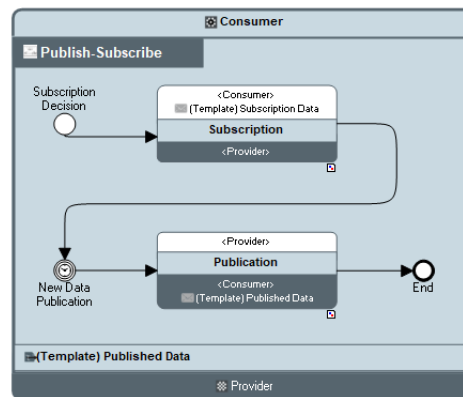 Consumer
Publish-Subscribe
Subscription
Decision
<Consumer>
(Template) Subscription Data
Subscription
<Provider>
<Provider>
Publication
<Consumer>
(Template) Published Data
New Data
Publication
End
(Template) Published Data
Provider